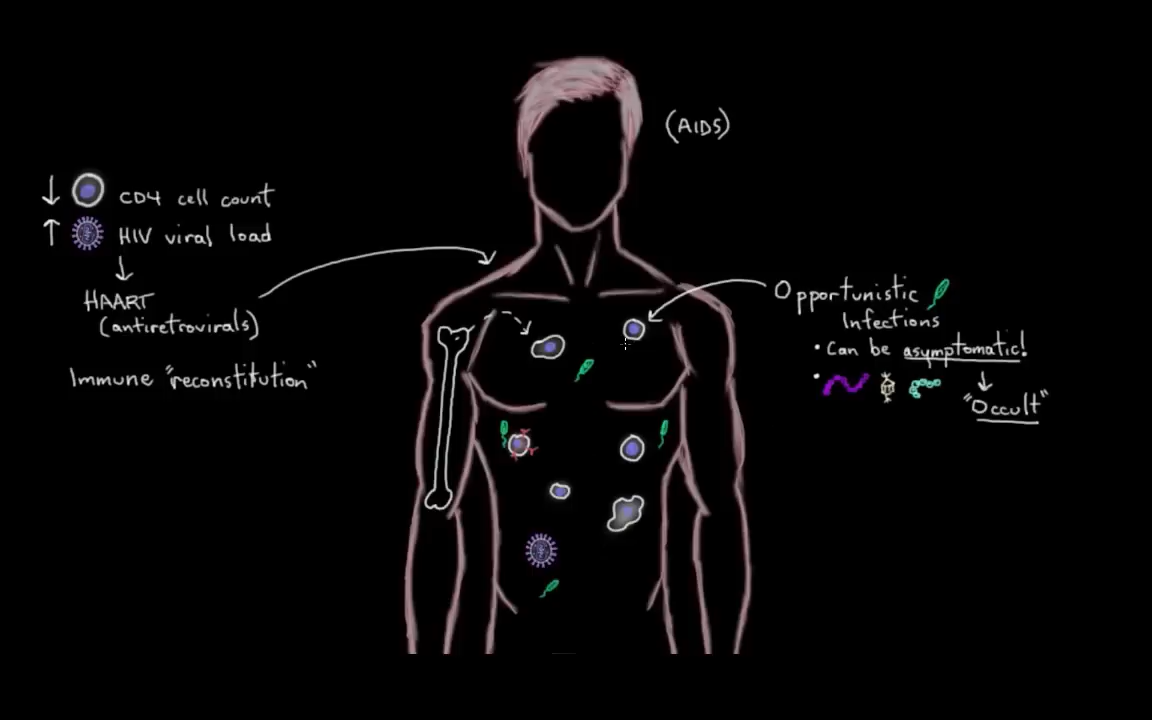 (AIDS)
↓ CD4 cell count
↑ HIV viral load
↓
HAART
(antiretrovirals)
Immune "reconstitution"
Opportunistic
Infections
• Can be asymptomatic!
↓
•
"Occult"